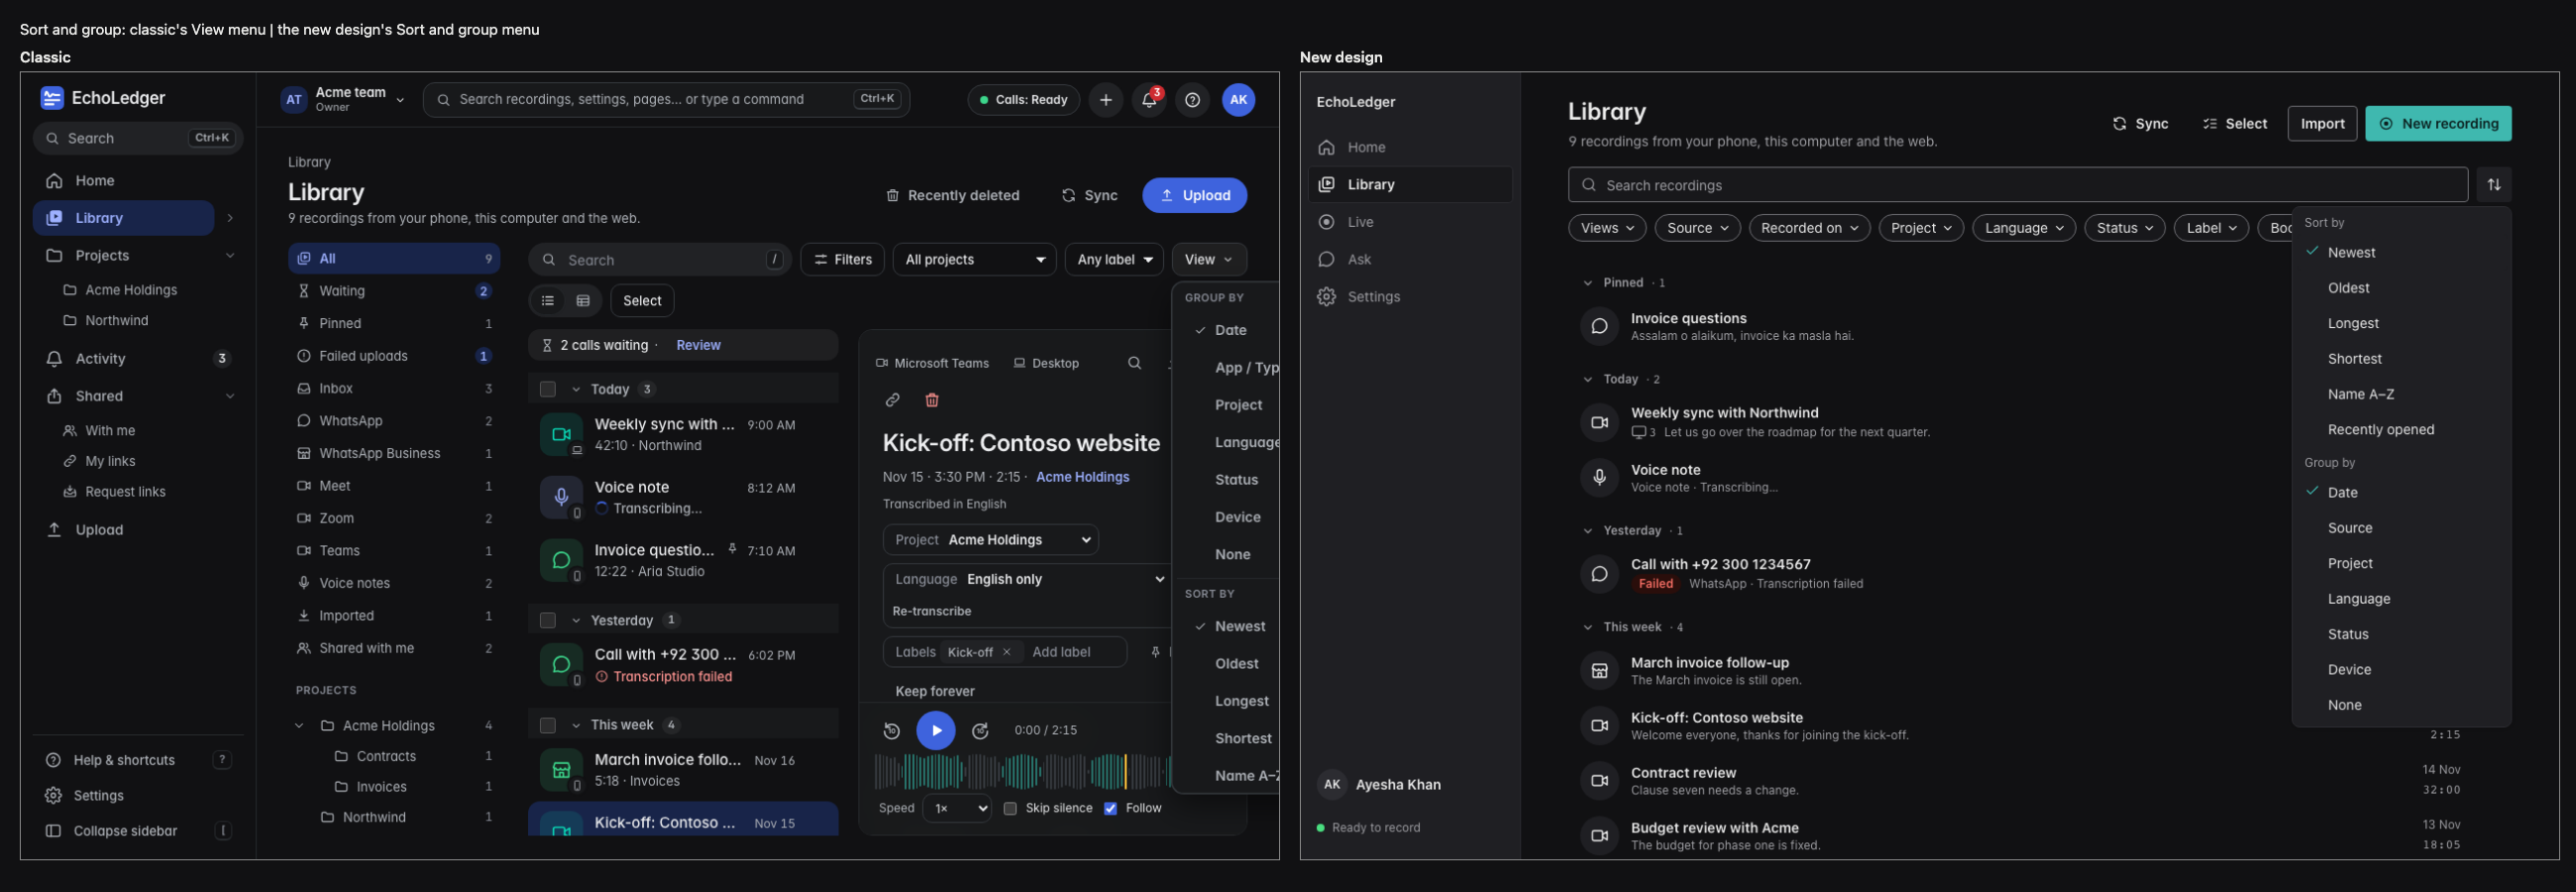 Sort and group: classic's View menu | the new design's Sort and group menu
Classic
EchoLedger
Search Ctrl+K
Home
Library
Projects
Acme Holdings
Northwind
Activity 3
Shared
With me
My links
Request links
Upload
Help & shortcuts ?
Settings
Collapse sidebar [
AT Acme team
Owner
Search recordings, settings, pages... or type a command Ctrl+K
Calls: Ready
3
AK
Library
Library
9 recordings from your phone, this computer and the web.
Recently deleted
Sync
Upload
All 9
Waiting 2
Pinned 1
Failed uploads 1
Inbox 3
WhatsApp 2
WhatsApp Business 1
Meet 1
Zoom 2
Teams 1
Voice notes 2
Imported 1
Shared with me 2
PROJECTS
Acme Holdings 4
Contracts 1
Invoices 1
Northwind 1
Search /
Filters
All projects
Any label
View
Select
2 calls waiting · Review
Today 3
Weekly sync with ... 9:00 AM
42:10 · Northwind
Voice note 8:12 AM
Transcribing...
Invoice questio... 7:10 AM
12:22 · Aria Studio
Yesterday 1
Call with +92 300 ... 6:02 PM
Transcription failed
This week 4
March invoice follo... Nov 16
5:18 · Invoices
Kick-off: Contoso ... Nov 15
Microsoft Teams
Desktop
Kick-off: Contoso website
Nov 15 · 3:30 PM · 2:15 · Acme Holdings
Transcribed in English
Project Acme Holdings
Language English only
Re-transcribe
Labels Kick-off × Add label
Keep forever
10
10
0:00 / 2:15
Speed 1×
Skip silence
Follow
GROUP BY
Date
App / Typ
Project
Language
Status
Device
None
SORT BY
Newest
Oldest
Longest
Shortest
Name A–Z
New design
EchoLedger
Home
Library
Live
Ask
Settings
AK Ayesha Khan
Ready to record
Library
9 recordings from your phone, this computer and the web.
Sync
Select
Import
New recording
Search recordings
Views
Source
Recorded on
Project
Language
Status
Label
Boo
Pinned · 1
Invoice questions
Assalam o alaikum, invoice ka masla hai.
Today · 2
Weekly sync with Northwind
3 Let us go over the roadmap for the next quarter.
Voice note
Voice note · Transcribing...
Yesterday · 1
Call with +92 300 1234567
Failed WhatsApp · Transcription failed
This week · 4
March invoice follow-up
The March invoice is still open.
Kick-off: Contoso website
Welcome everyone, thanks for joining the kick-off.
2:15
Contract review
14 Nov
Clause seven needs a change.
32:00
Budget review with Acme
13 Nov
The budget for phase one is fixed.
18:05
Sort by
Newest
Oldest
Longest
Shortest
Name A–Z
Recently opened
Group by
Date
Source
Project
Language
Status
Device
None